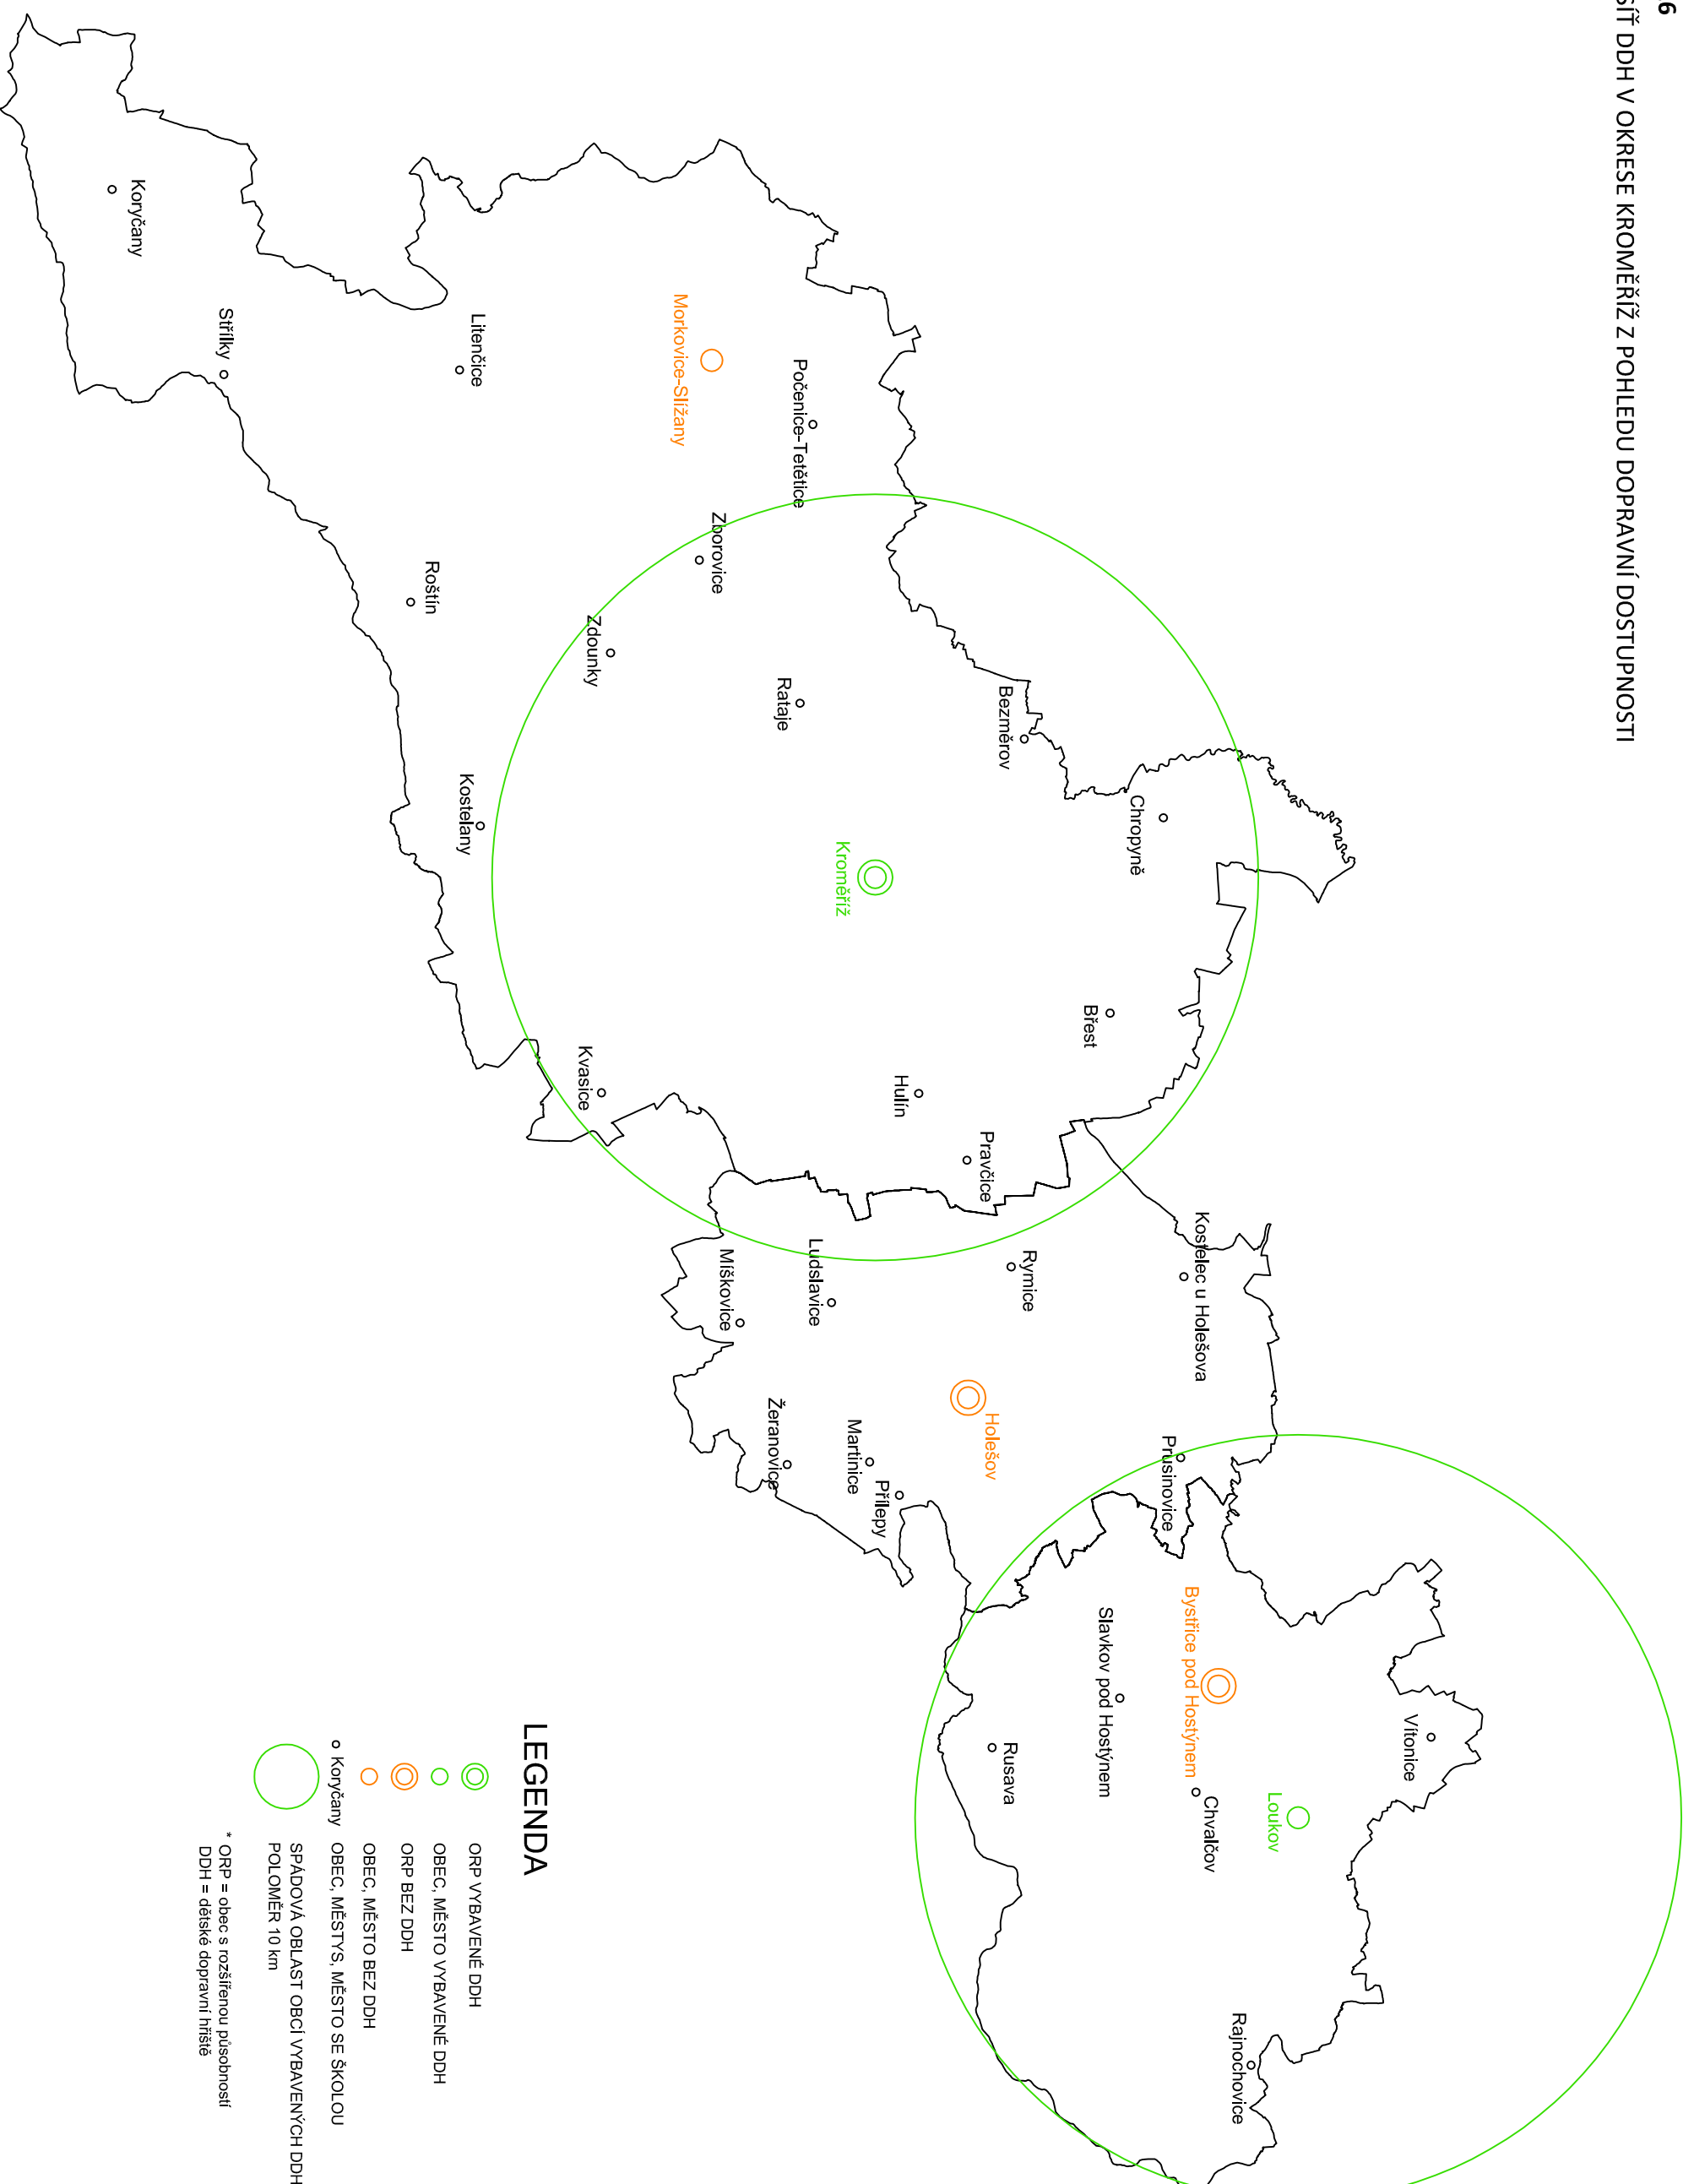 6
SÍŤ DDH V OKRESE KROMĚŘÍŽ Z POHLEDU DOPRAVNÍ DOSTUPNOSTI
Vítonice
Loukov
Rajnochovice
Chvalčov
Bystřice pod Hostýnem
Kostelec u Holešova
Prusinovice
Chropyně
Slavkov pod Hostýnem
Břest
Rymice
Rusava
Bezměrov
Pravčice
Holešov
Hulín
Přílepy
Martinice
Kroměříž
Ludslavice
Počenice-Tetětice
Rataje
Žeranovice
Míškovice
Zborovice
Morkovice-Slížany
Zdounky
Kvasice
Litenčice
Kostelany
Roštín
Střílky
Koryčany
LEGENDA
ORP VYBAVENÉ DDH
OBEC, MĚSTO VYBAVENÉ DDH
ORP BEZ DDH
OBEC, MĚSTO BEZ DDH
Koryčany OBEC, MĚSTYS, MĚSTO SE ŠKOLOU
SPÁDOVÁ OBLAST OBCÍ VYBAVENÝCH DDH
POLOMĚR 10 km
* ORP = obec s rozšířenou působností
DDH = dětské dopravní hřiště